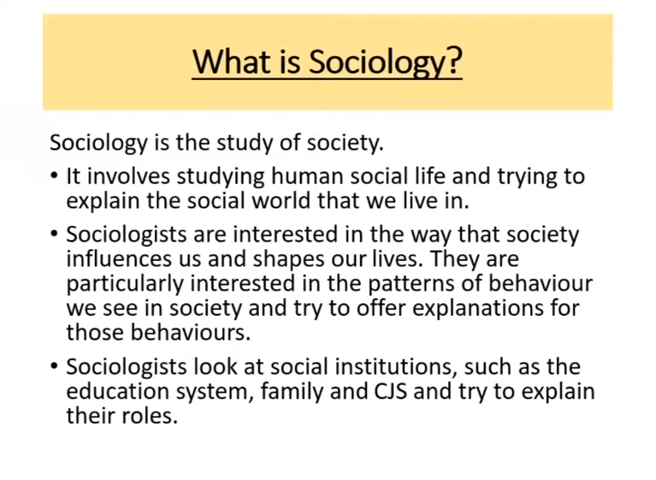 What is Sociology?
Sociology is the study of society.
• It involves studying human social life and trying to
explain the social world that we live in.
• Sociologists are interested in the way that society
influences us and shapes our lives. They are
particularly interested in the patterns of behaviour
we see in society and try to offer explanations for
those behaviours.
• Sociologists look at social institutions, such as the
education system, family and CJS and try to explain
their roles.